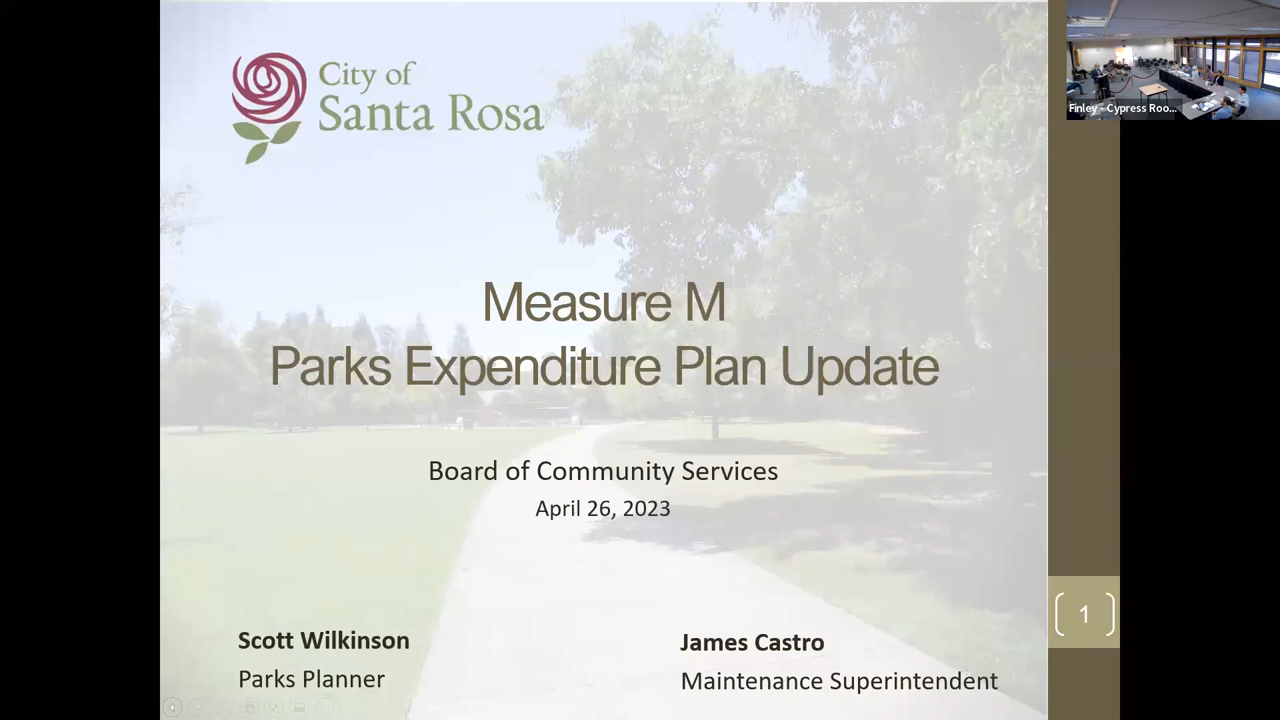 City of
Santa Rosa
Finley - Cypress Roo...
Measure M
Parks Expenditure Plan Update
Board of Community Services
April 26, 2023
1
Scott Wilkinson
Parks Planner
James Castro
Maintenance Superintendent